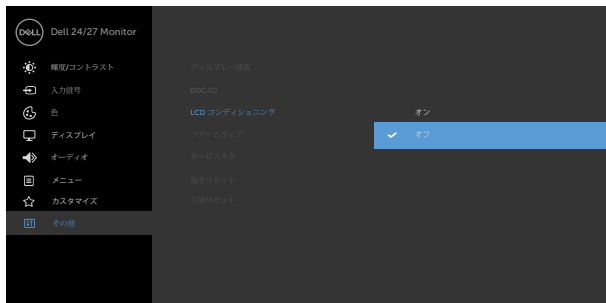 DELL
Dell 24/27 Monitor
輝度/コントラスト
入力信号
色
ディスプレイ
オーディオ
メニュー
カスタマイズ
その他
ディスプレー情報
DDC/CI
LCD コンディショニング
ファームウェア
サービスタグ
他をリセット
工場リセット
オン
オフ